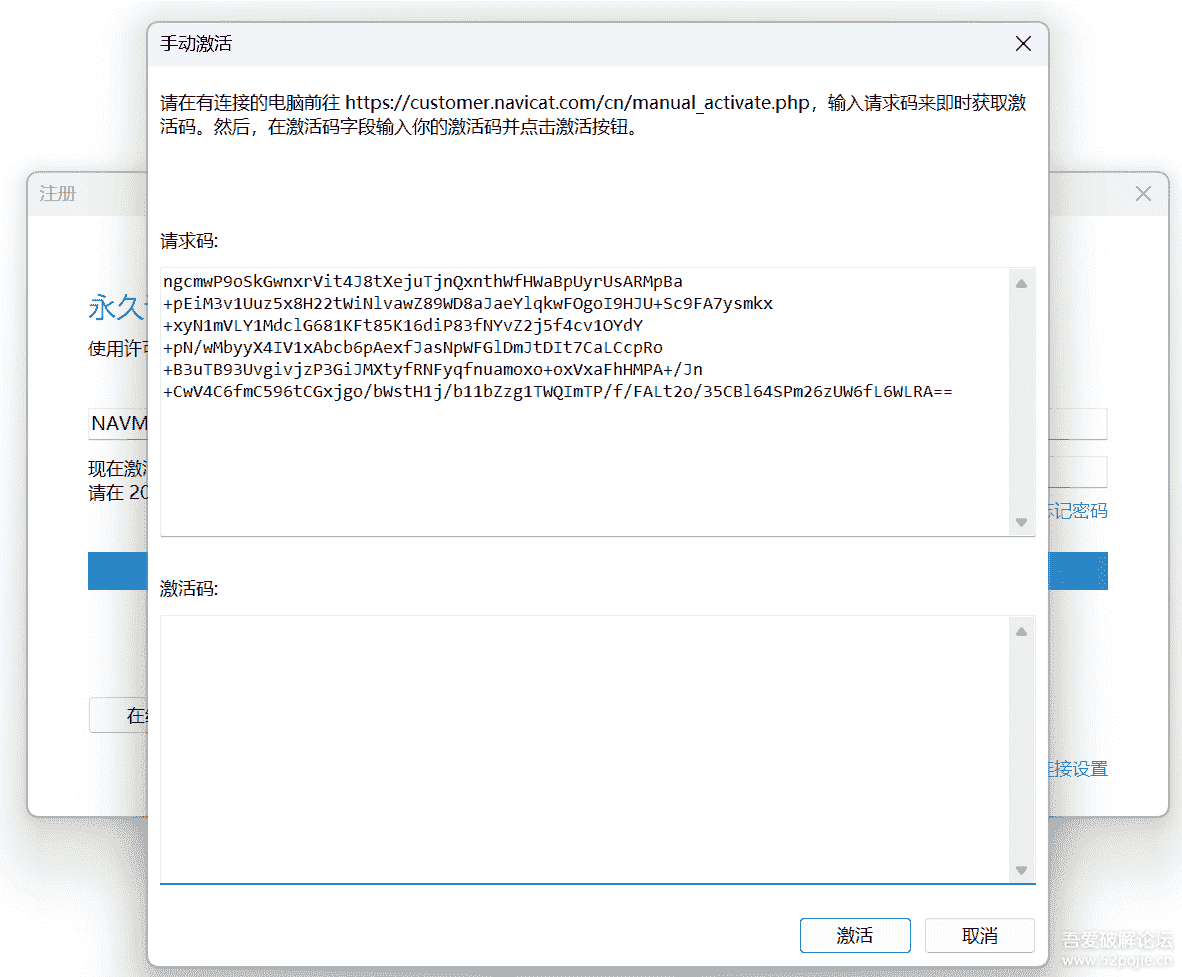 手动激活
请在有连接的电脑前往 https://customer.navicat.com/cn/manual_activate.php，输入请求码来即时获取激
活码。然后，在激活码字段输入你的激活码并点击激活按钮。
注册
请求码:
ngcmwP9oSkGwnxrVit4J8tXejuTjnQxnthWfHWaBpUyrUsARMpBa
+pEiM3v1Uuz5x8H22tWiNlvawZ89WD8aJaeYlqkwFOgoI9HJU+Sc9FA7ysmkx
+xyN1mVLY1MdclG681KFt85K16diP83fNYvZ2j5f4cv1OYdY
+pN/wMbyyX4IV1xAbcb6pAexfJasNpWFGlDmJtDIt7CaLCcpRo
+B3uTB93UvgivjzP3GiJMXtyfRNFyqfnuamoxo+oxVxaFhHMPA+/Jn
+CwV4C6fmC596tCGxjgo/bWstH1j/b11bZzg1TWQImTP/f/FALt2o/35CBl64SPm26zUW6fL6WLRA==
永久
使用许可
NAVM
现在激活
请在 20
忘记密码
激活码:
在线
连接设置
激活
取消
吾爱破解论坛
www.52pojie.cn